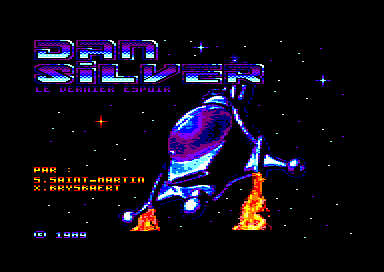 DAN
SILVER
LE DERNIER ESPOIR
PAR :
S.SAINT-MARTIN
X.BRYSBAERT
© 1989